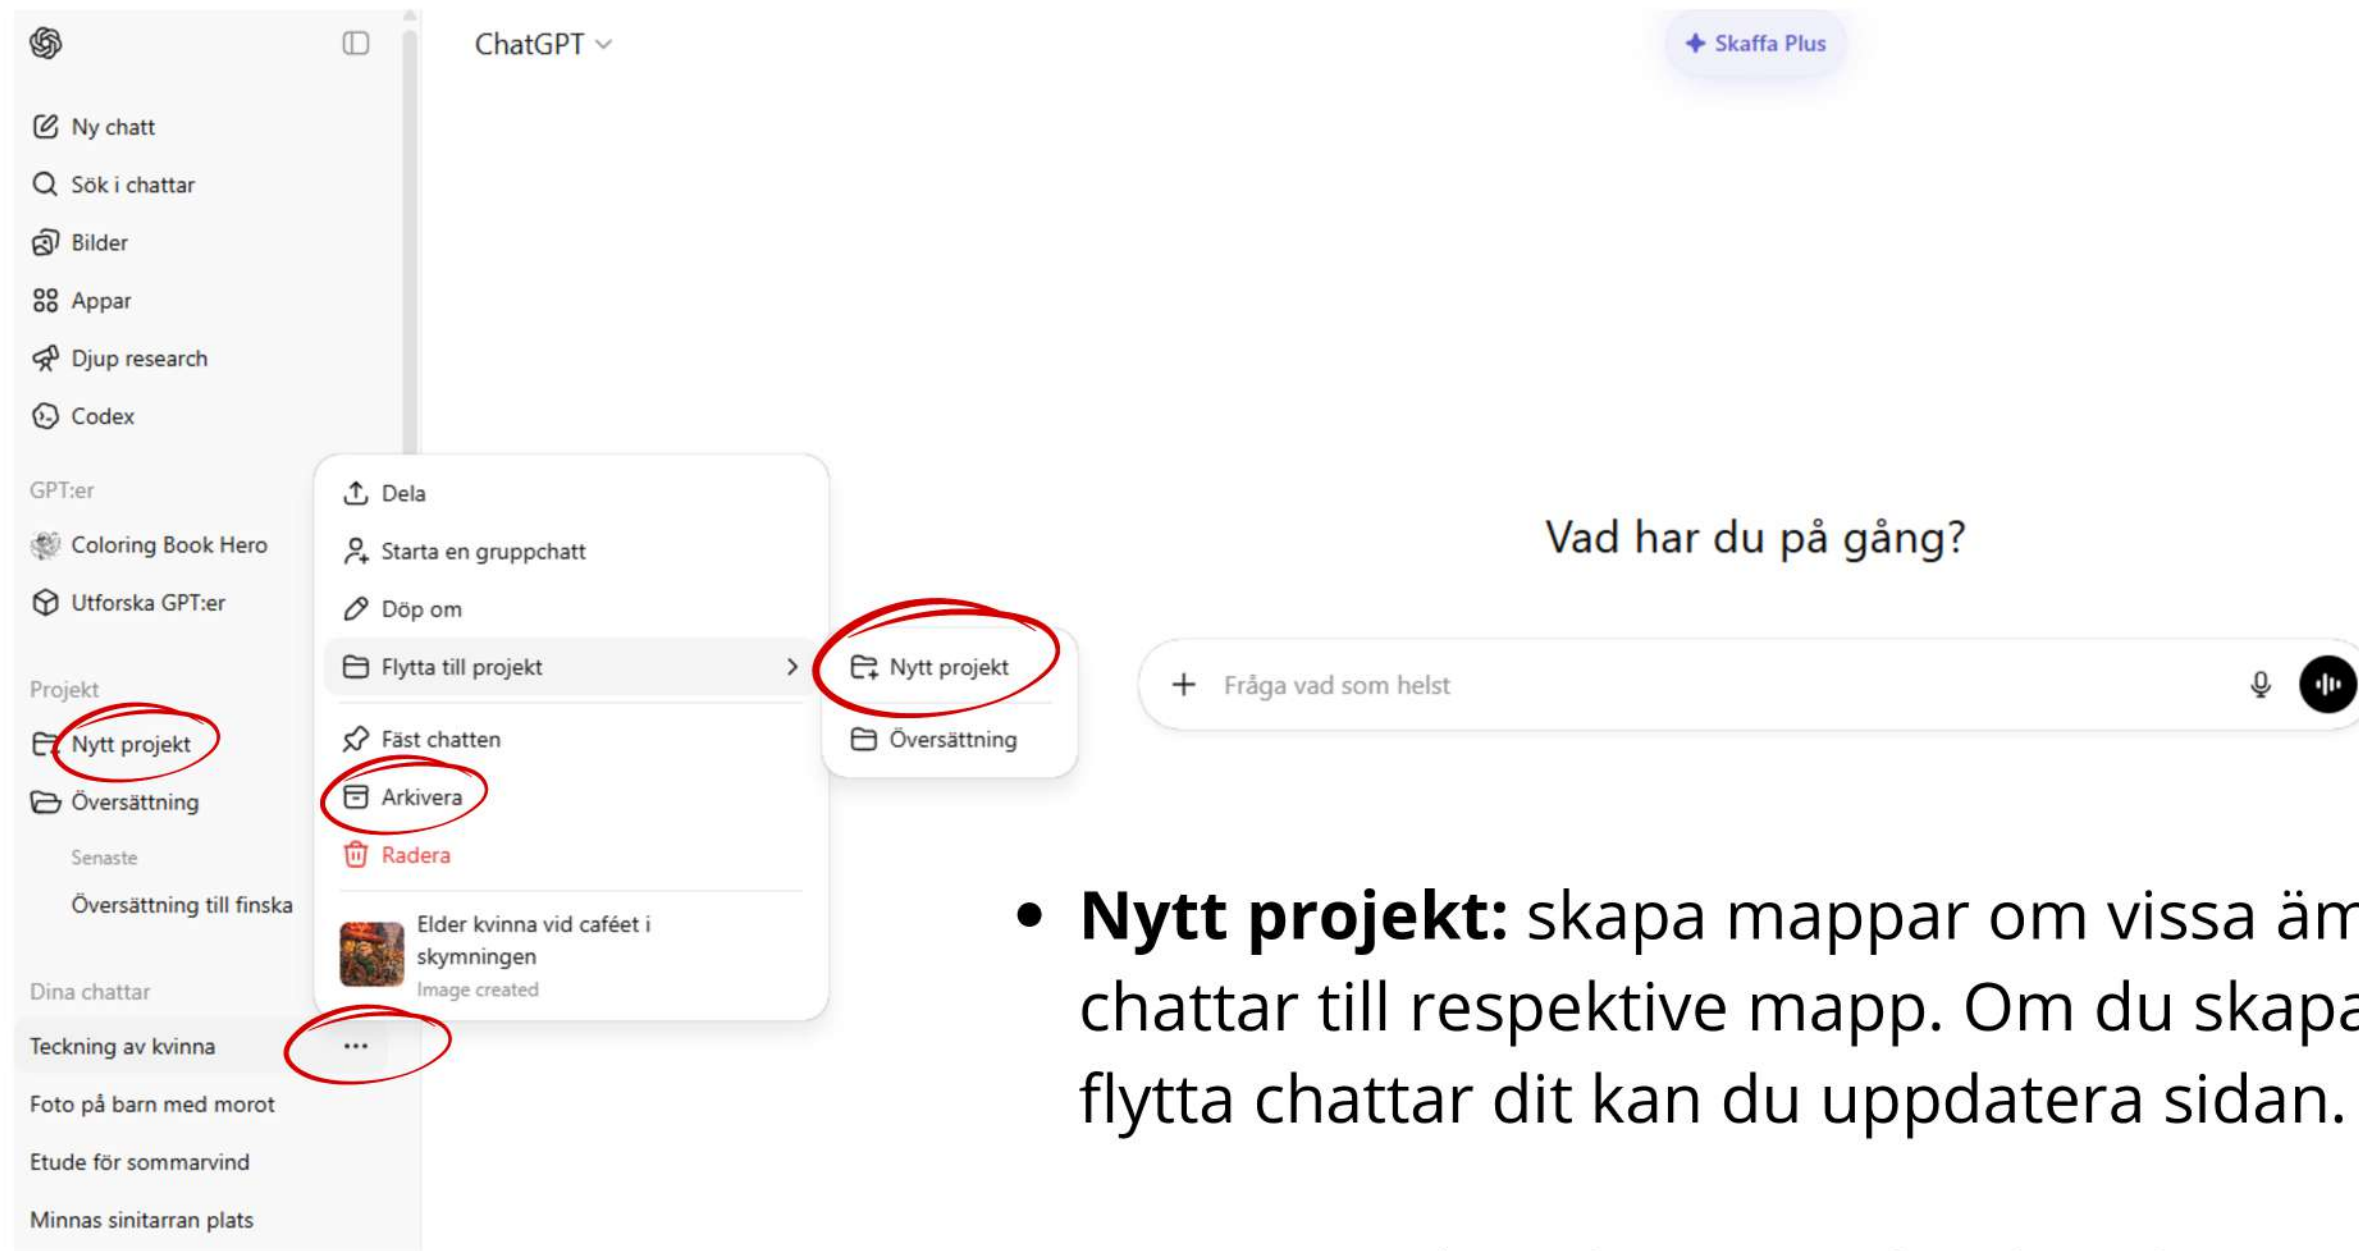 ChatGPT
Skaffa Plus
Ny chatt
Sök i chattar
Bilder
Appar
Djup research
Codex
GPT:er
Coloring Book Hero
Utforska GPT:er
Projekt
Nytt projekt
Översättning
Senaste
Översättning till finska
Dina chattar
Teckning av kvinna
Foto på barn med morot
Etude för sommarvind
Minnas sinitarran plats
Dela
Starta en gruppchatt
Döp om
Flytta till projekt
Fäst chatten
Arkivera
Radera
Elder kvinna vid caféet i
skymningen
Image created
Nytt projekt
Översättning
Vad har du på gång?
Fråga vad som helst
• Nytt projekt: skapa mappar om vissa
chattar till respektive mapp. Om du skapa
flytta chattar dit kan du uppdatera sidan.